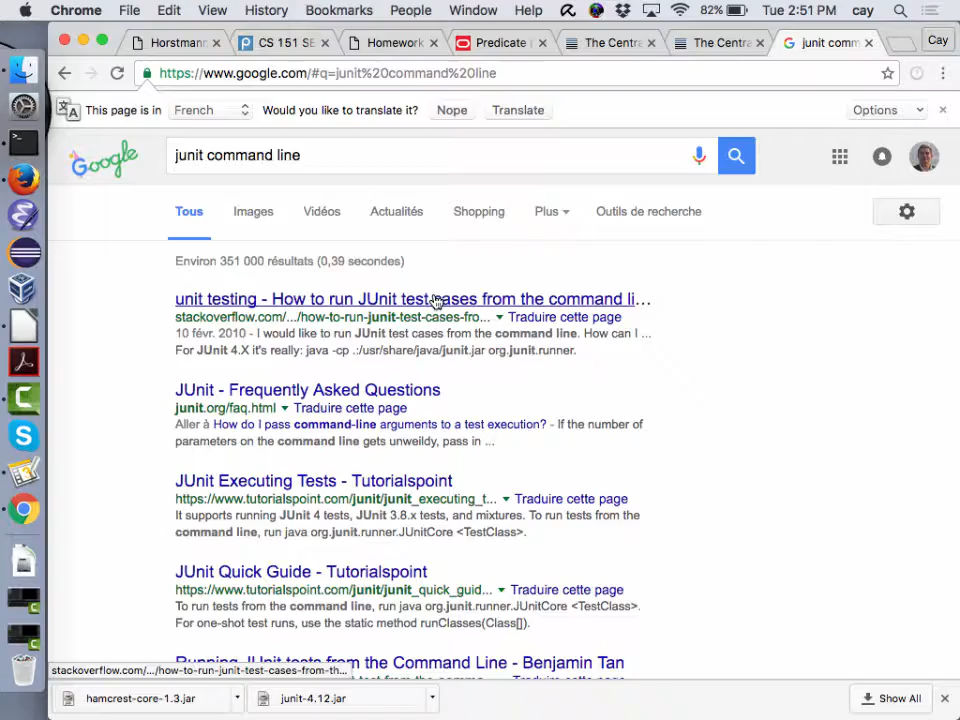 Chrome File Edit View History Bookmarks People Window Help 82% Tue 2:51 PM cay
Horstmann CS 151 SE Homework Predicate The Centra The Centra junit comm Cay
https://www.google.com/#q=junit%20command%20line
This page is in French Would you like to translate it? Nope Translate Options
Google junit command line
Tous Images Vidéos Actualités Shopping Plus Outils de recherche
Environ 351 000 résultats (0,39 secondes)
unit testing - How to run JUnit test cases from the command li...
stackoverflow.com/.../how-to-run-junit-test-cases-fro... Traduire cette page
10 févr. 2010 - I would like to run JUnit test cases from the command line. How can I ...
For JUnit 4.X it's really: java -cp .:/usr/share/java/junit.jar org.junit.runner.
JUnit - Frequently Asked Questions
junit.org/faq.html Traduire cette page
Aller à How do I pass command-line arguments to a test execution? - If the number of
parameters on the command line gets unweildy, pass in ...
JUnit Executing Tests - Tutorialspoint
https://www.tutorialspoint.com/junit/junit_executing_t... Traduire cette page
It supports running JUnit 4 tests, JUnit 3.8.x tests, and mixtures. To run tests from the
command line, run java org.junit.runner.JUnitCore <TestClass>.
JUnit Quick Guide - Tutorialspoint
https://www.tutorialspoint.com/junit/junit_quick_guid... Traduire cette page
To run tests from the command line, run java org.junit.runner.JUnitCore <TestClass>.
For one-shot test runs, use the static method runClasses(Class[]).
Running JUnit tests from the Command Line - Benjamin Tan
stackoverflow.com/.../how-to-run-junit-test-cases-from-th...
hamcrest-core-1.3.jar junit-4.12.jar Show All